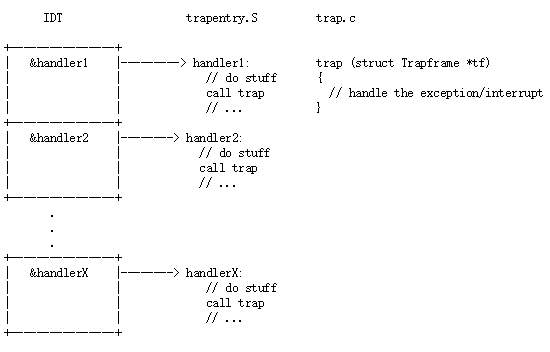 IDT trapentry.S trap.c
&handler1 handler1: trap (struct Trapframe *tf)
// do stuff {
call trap // handle the exception/interrupt
// ... }
&handler2 handler2:
// do stuff
call trap
// ...
.
.
.
&handlerX handlerX:
// do stuff
call trap
// ...